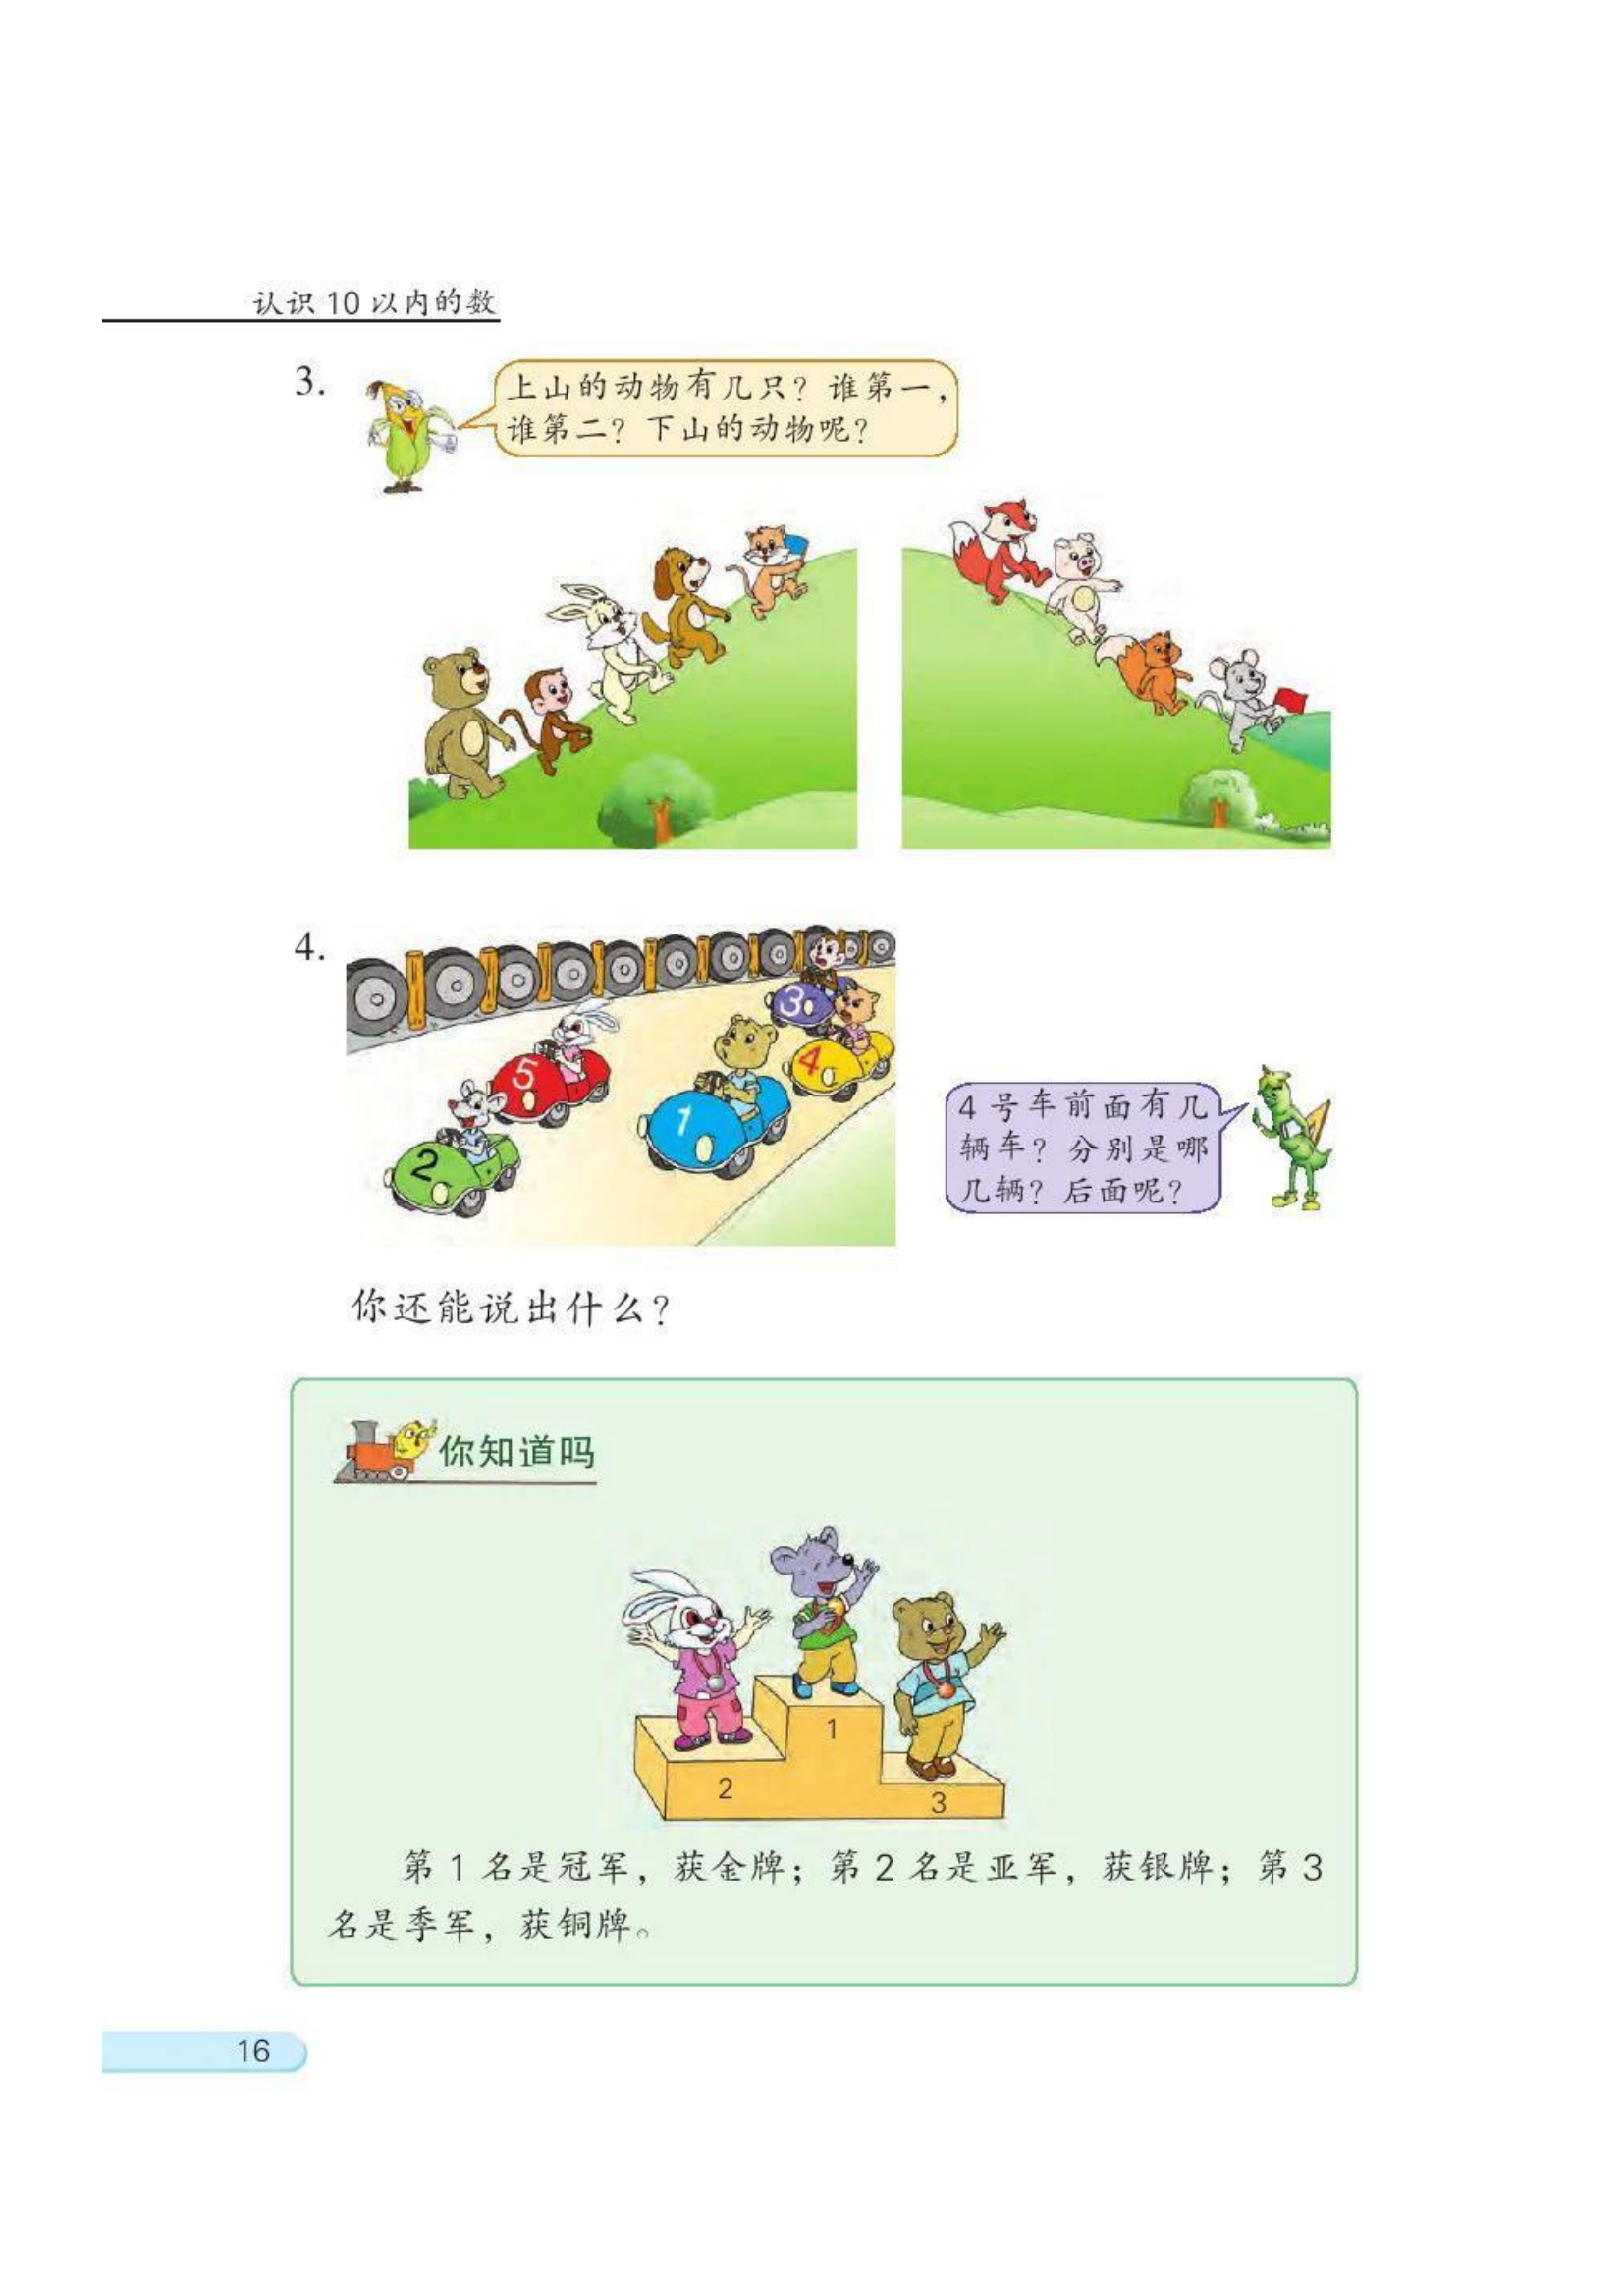 认识 10 以内的数
3.
上山的动物有几只？谁第一，
谁第二？下山的动物呢？
4.
3
5
4
1
2
4 号车前面有几
辆车？分别是哪
几辆？后面呢？
你还能说出什么？
你知道吗
1
2
3
第 1 名是冠军，获金牌；第 2 名是亚军，获银牌；第 3
名是季军，获铜牌。
16